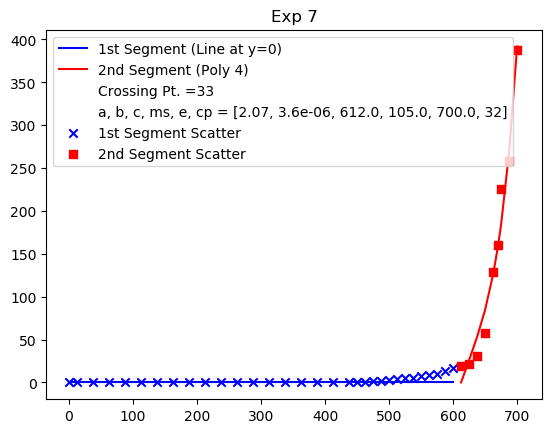 Exp 7
1st Segment (Line at y=0)
2nd Segment (Poly 4)
Crossing Pt. =33
a, b, c, ms, e, cp = [2.07, 3.6e-06, 612.0, 105.0, 700.0, 32]
1st Segment Scatter
2nd Segment Scatter
400
350
300
250
200
150
100
50
0
0 100 200 300 400 500 600 700